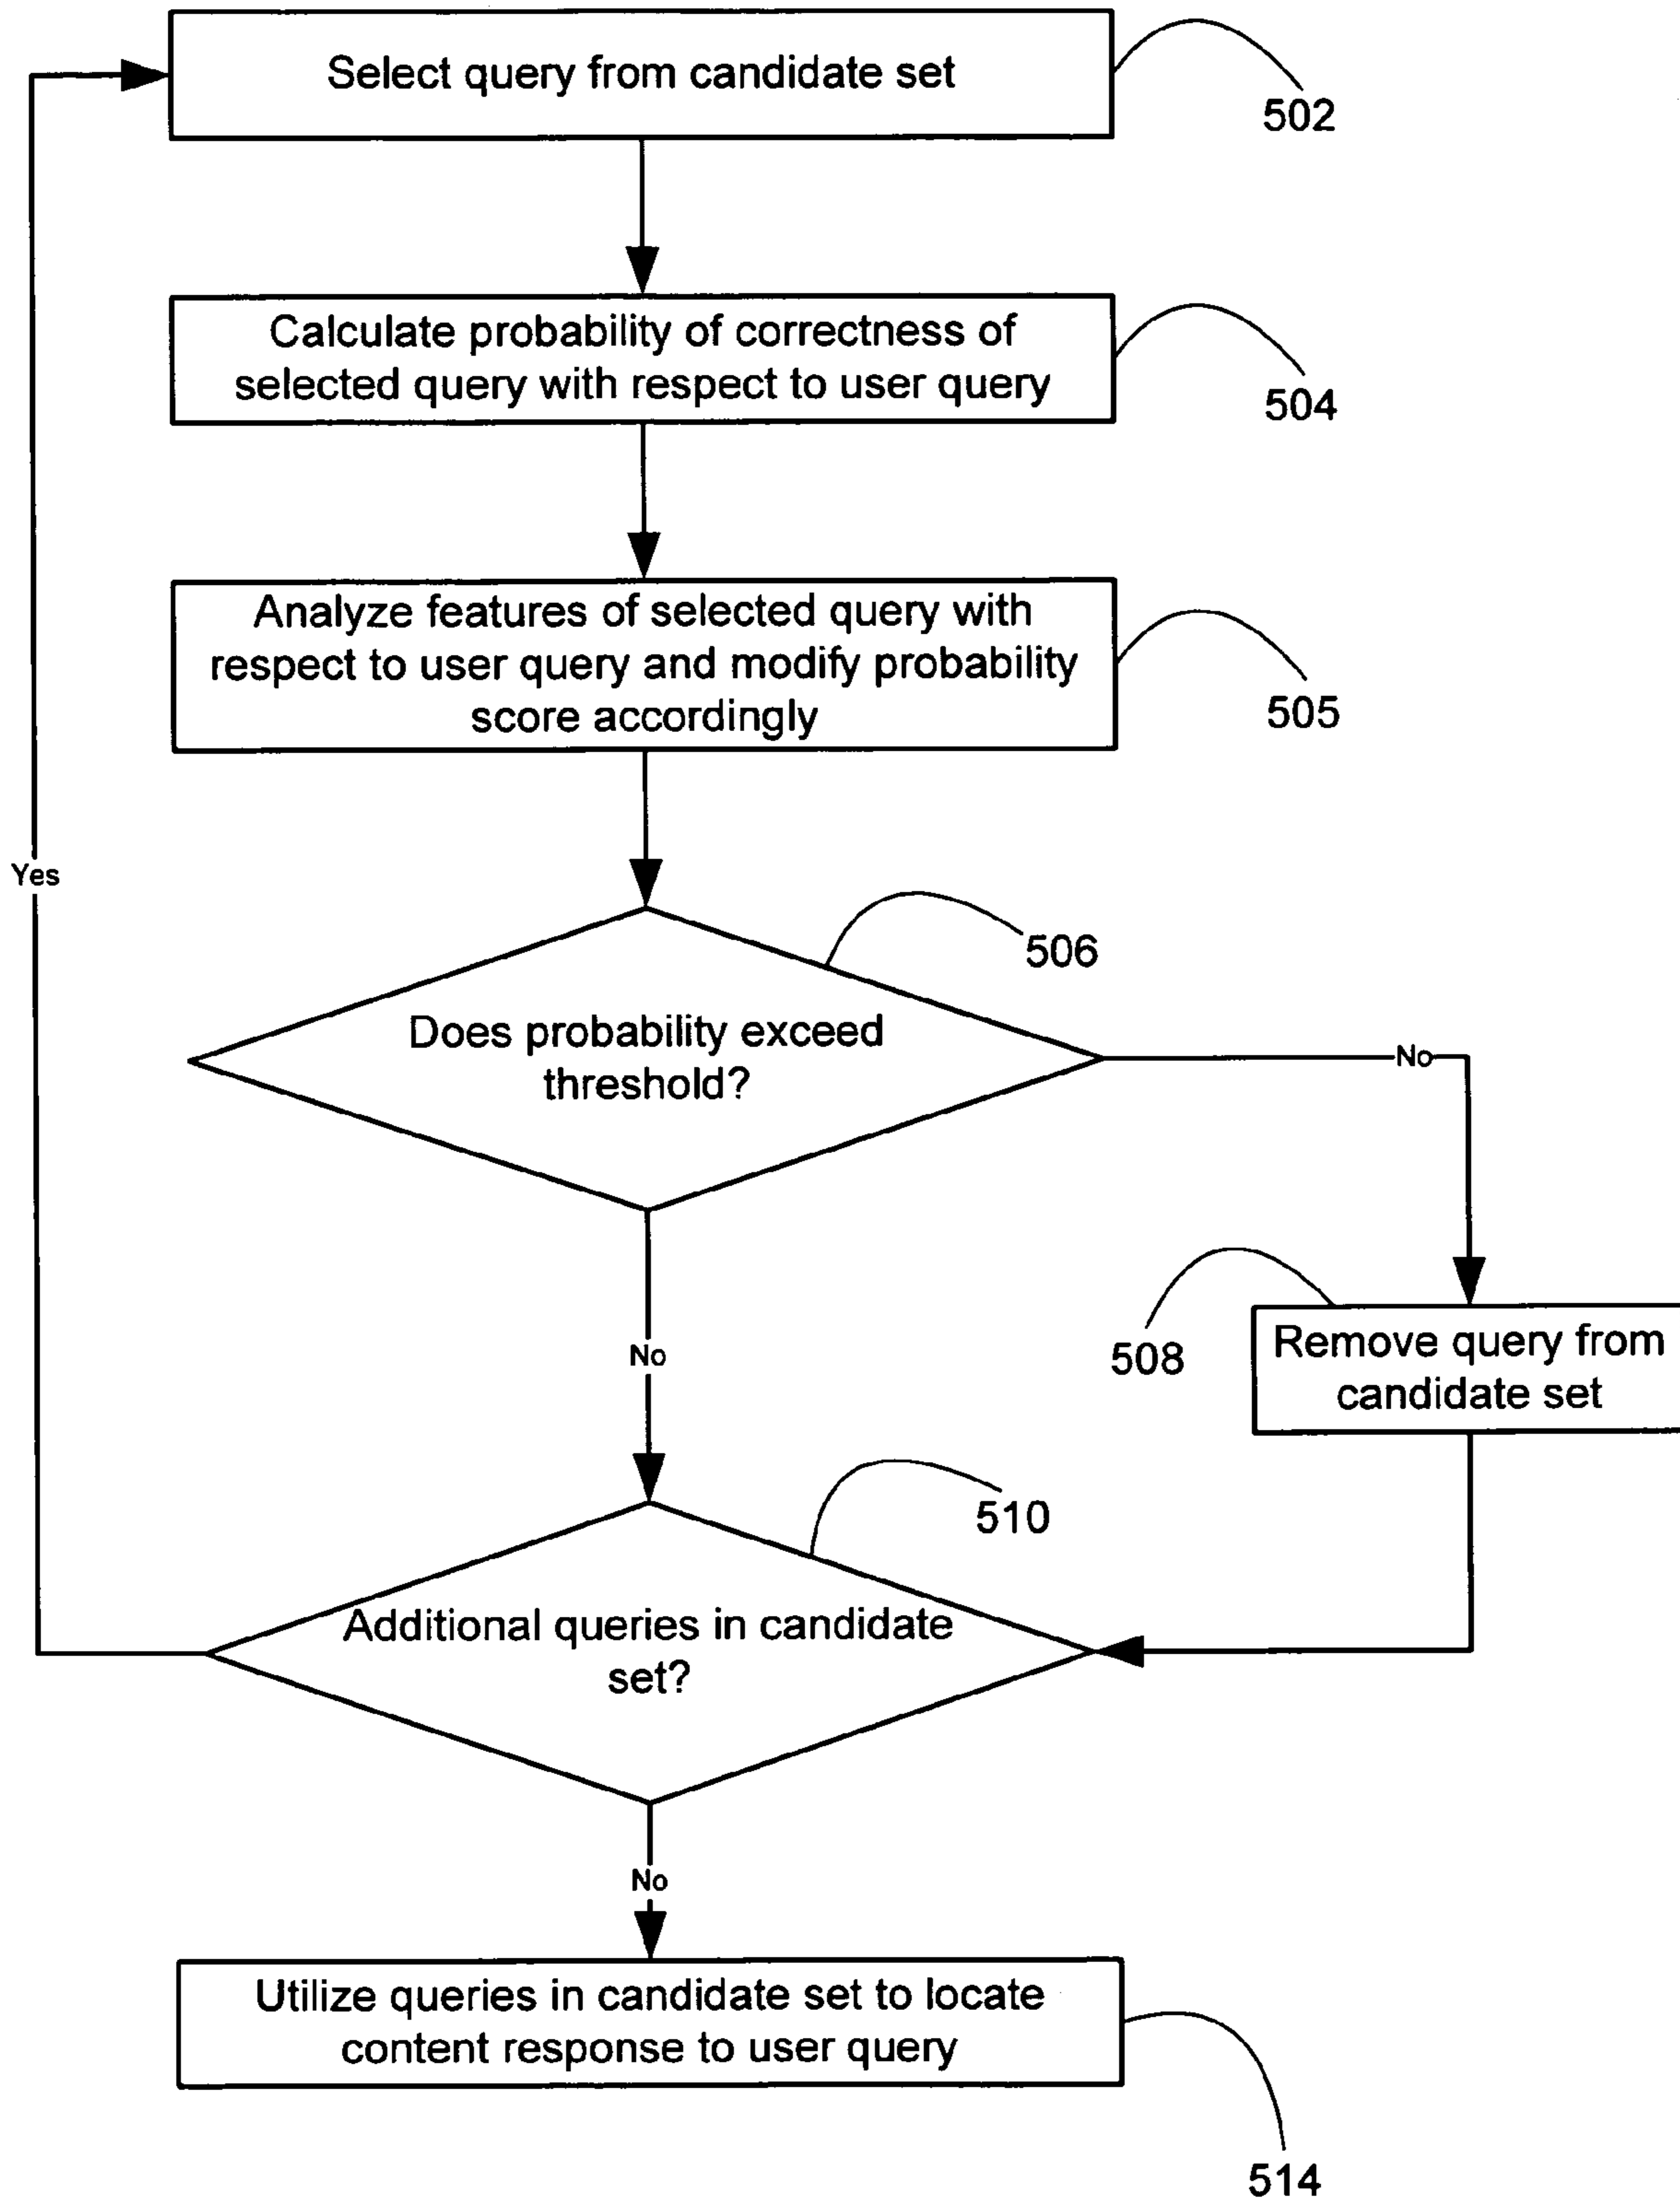 Select query from candidate set
502
Calculate probability of correctness of
selected query with respect to user query
504
Analyze features of selected query with
respect to user query and modify probability
score accordingly
505
Yes
506
Does probability exceed
threshold?
No
508
Remove query from
candidate set
No
510
Additional queries in candidate
set?
No
Utilize queries in candidate set to locate
content response to user query
514